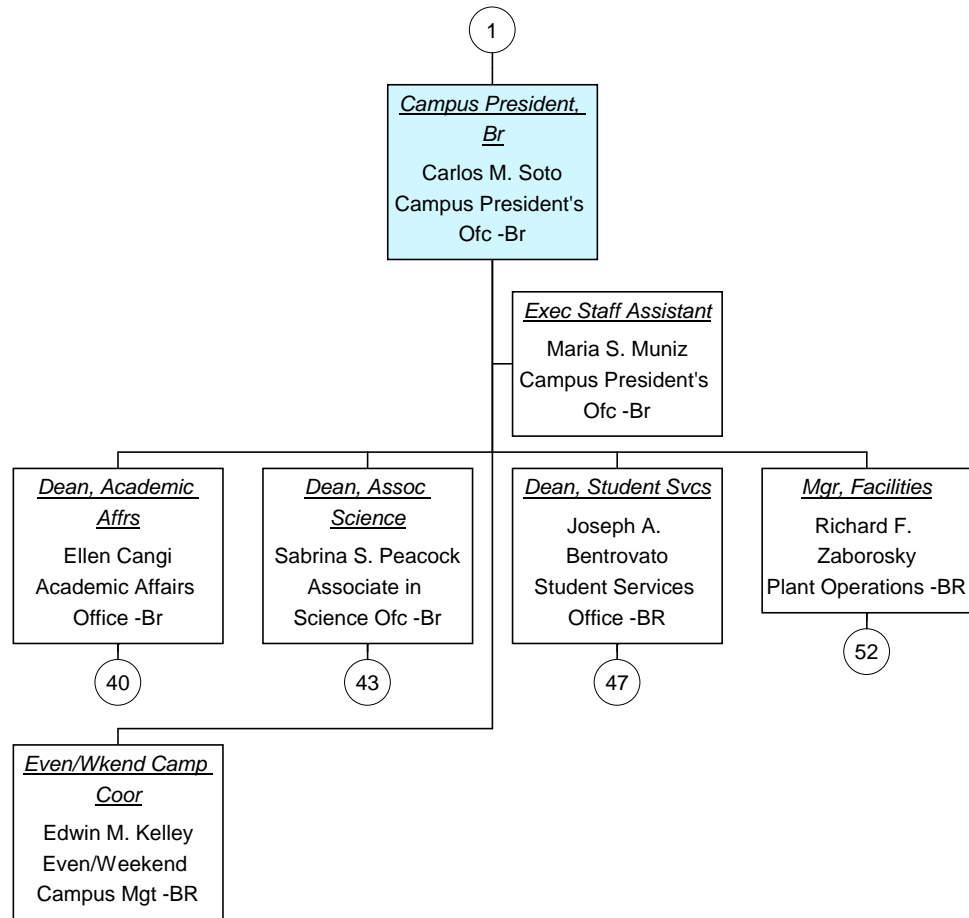 1
Campus President,
Br
Carlos M. Soto
Campus President's
Ofc -Br
Exec Staff Assistant
Maria S. Muniz
Campus President's
Ofc -Br
Dean, Academic
Affrs
Ellen Cangi
Academic Affairs
Office -Br
40
Dean, Assoc
Science
Sabrina S. Peacock
Associate in
Science Ofc -Br
43
Dean, Student Svcs
Joseph A.
Bentrovato
Student Services
Office -BR
47
Mgr, Facilities
Richard F.
Zaborosky
Plant Operations -BR
52
Even/Wkend Camp
Coor
Edwin M. Kelley
Even/Weekend
Campus Mgt -BR